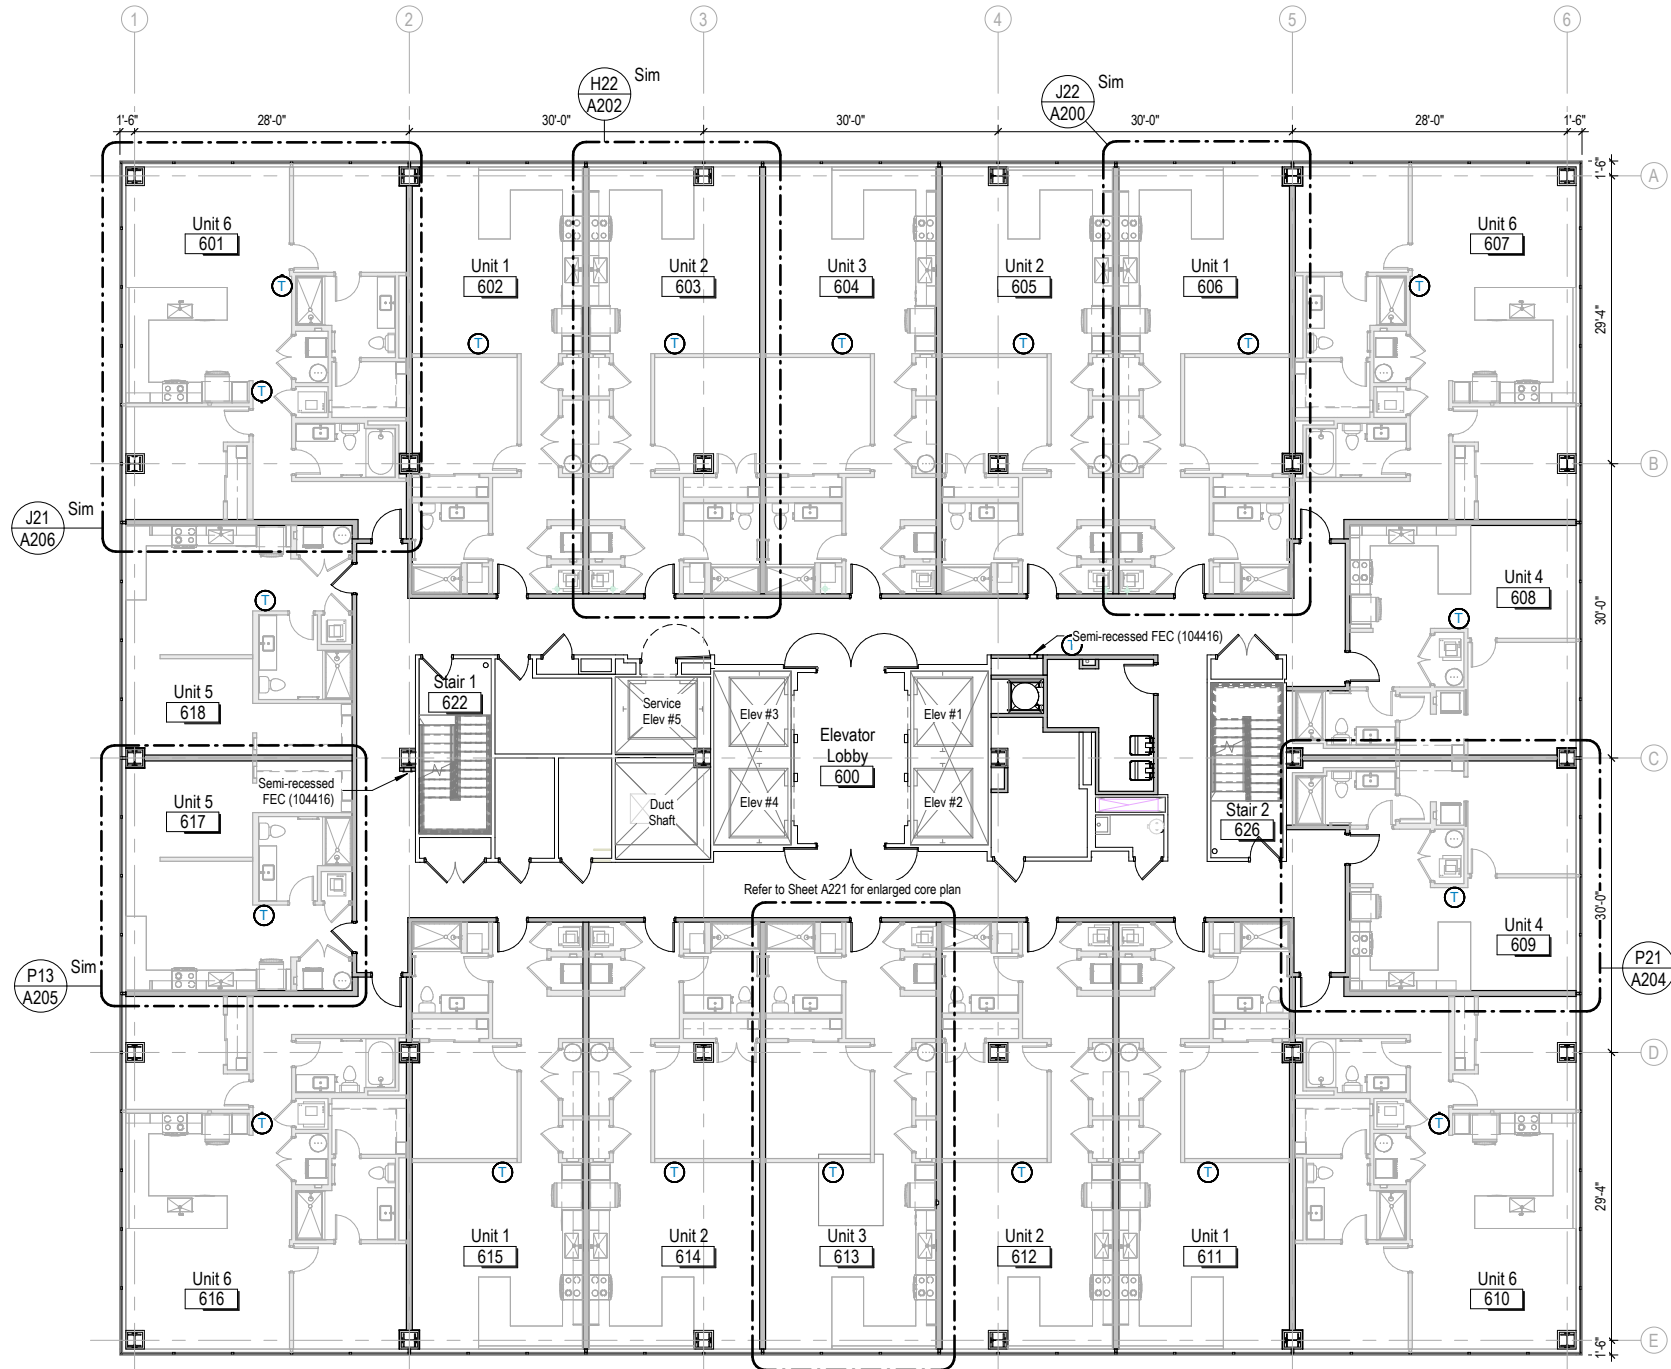 1
2
3
4
5
6
H22
A202
Sim
J22
A200
Sim
1'-6"
28'-0"
30'-0"
30'-0"
30'-0"
28'-0"
1'-6"
1'-6"
A
Unit 6
601
Unit 1
602
Unit 2
603
Unit 3
604
Unit 2
605
Unit 1
606
Unit 6
607
T
T
T
T
T
T
T
T
29'-4"
T
B
J21
A206
Sim
Unit 4
608
T
T
30'-0"
Semi-recessed FEC (104416)
T
Stair 1
622
Unit 5
618
Service
Elev #5
Elev #3
Elev #1
Elevator
Lobby
600
C
Semi-recessed
FEC (104416)
Unit 5
617
Duct
Shaft
Elev #4
Elev #2
Stair 2
626
Refer to Sheet A221 for enlarged core plan
T
T
30'-0"
Unit 4
609
P13
A205
Sim
P21
A204
D
T
T
T
T
T
T
T
T
29'-4"
Unit 6
616
Unit 1
615
Unit 2
614
Unit 3
613
Unit 2
612
Unit 1
611
Unit 6
610
1'-6"
E